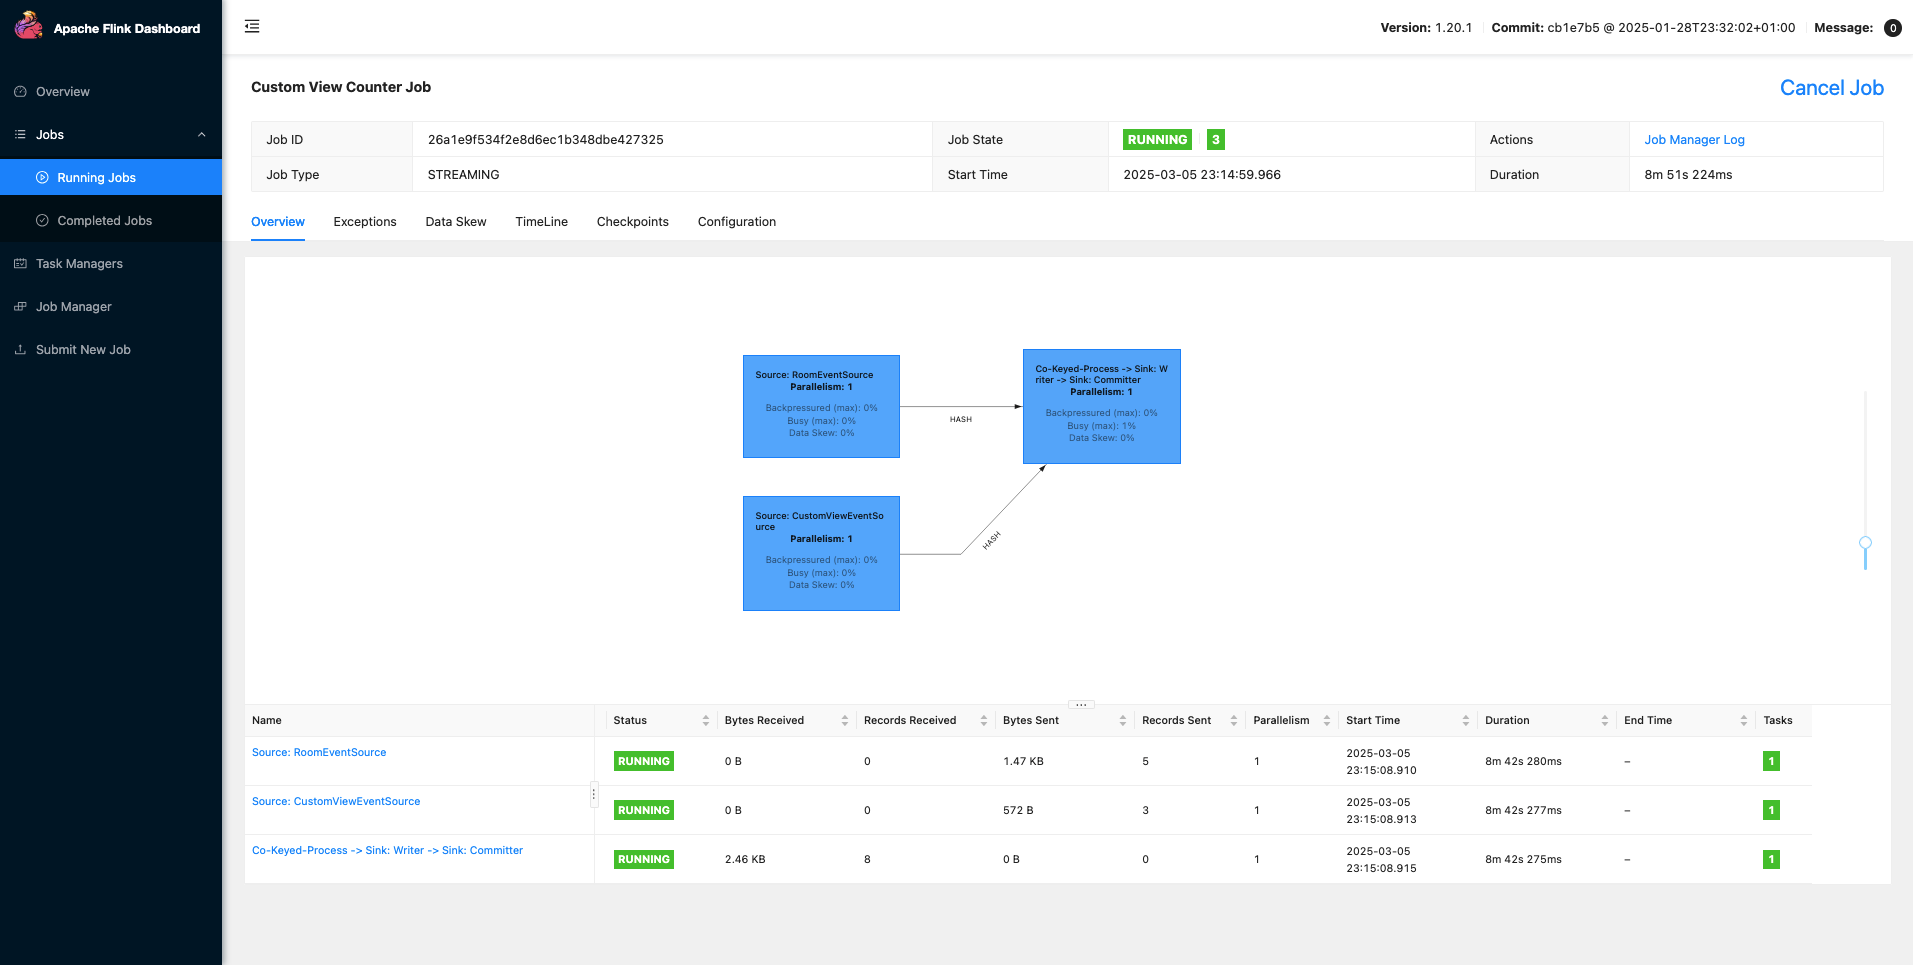 Apache Flink Dashboard
Version: 1.20.1 Commit: cb1e7b5 @ 2025-01-28T23:32:02+01:00 Message: 0
Overview
Jobs
Running Jobs
Completed Jobs
Task Managers
Job Manager
Submit New Job
Custom View Counter Job
Cancel Job
Job ID 26a1e9f534f2e8d6ec1b348dbe427325 Job State RUNNING 3 Actions Job Manager Log
Job Type STREAMING Start Time 2025-03-05 23:14:59.966 Duration 8m 51s 224ms
Overview Exceptions Data Skew TimeLine Checkpoints Configuration
Source: RoomEventSource
Parallelism: 1
Backpressured (max): 0%
Busy (max): 0%
Data Skew: 0%
HASH
Co-Keyed-Process -> Sink: W
riter -> Sink: Committer
Parallelism: 1
Backpressured (max): 0%
Busy (max): 1%
Data Skew: 0%
Source: CustomViewEventSo
urce
Parallelism: 1
Backpressured (max): 0%
Busy (max): 0%
Data Skew: 0%
HASH
Name Status Bytes Received Records Received Bytes Sent Records Sent Parallelism Start Time Duration End Time Tasks
Source: RoomEventSource RUNNING 0 B 0 1.47 KB 5 1 2025-03-05 23:15:08.910 8m 42s 280ms – 1
Source: CustomViewEventSource RUNNING 0 B 0 572 B 3 1 2025-03-05 23:15:08.913 8m 42s 277ms – 1
Co-Keyed-Process -> Sink: Writer -> Sink: Committer RUNNING 2.46 KB 8 0 B 0 1 2025-03-05 23:15:08.915 8m 42s 275ms – 1